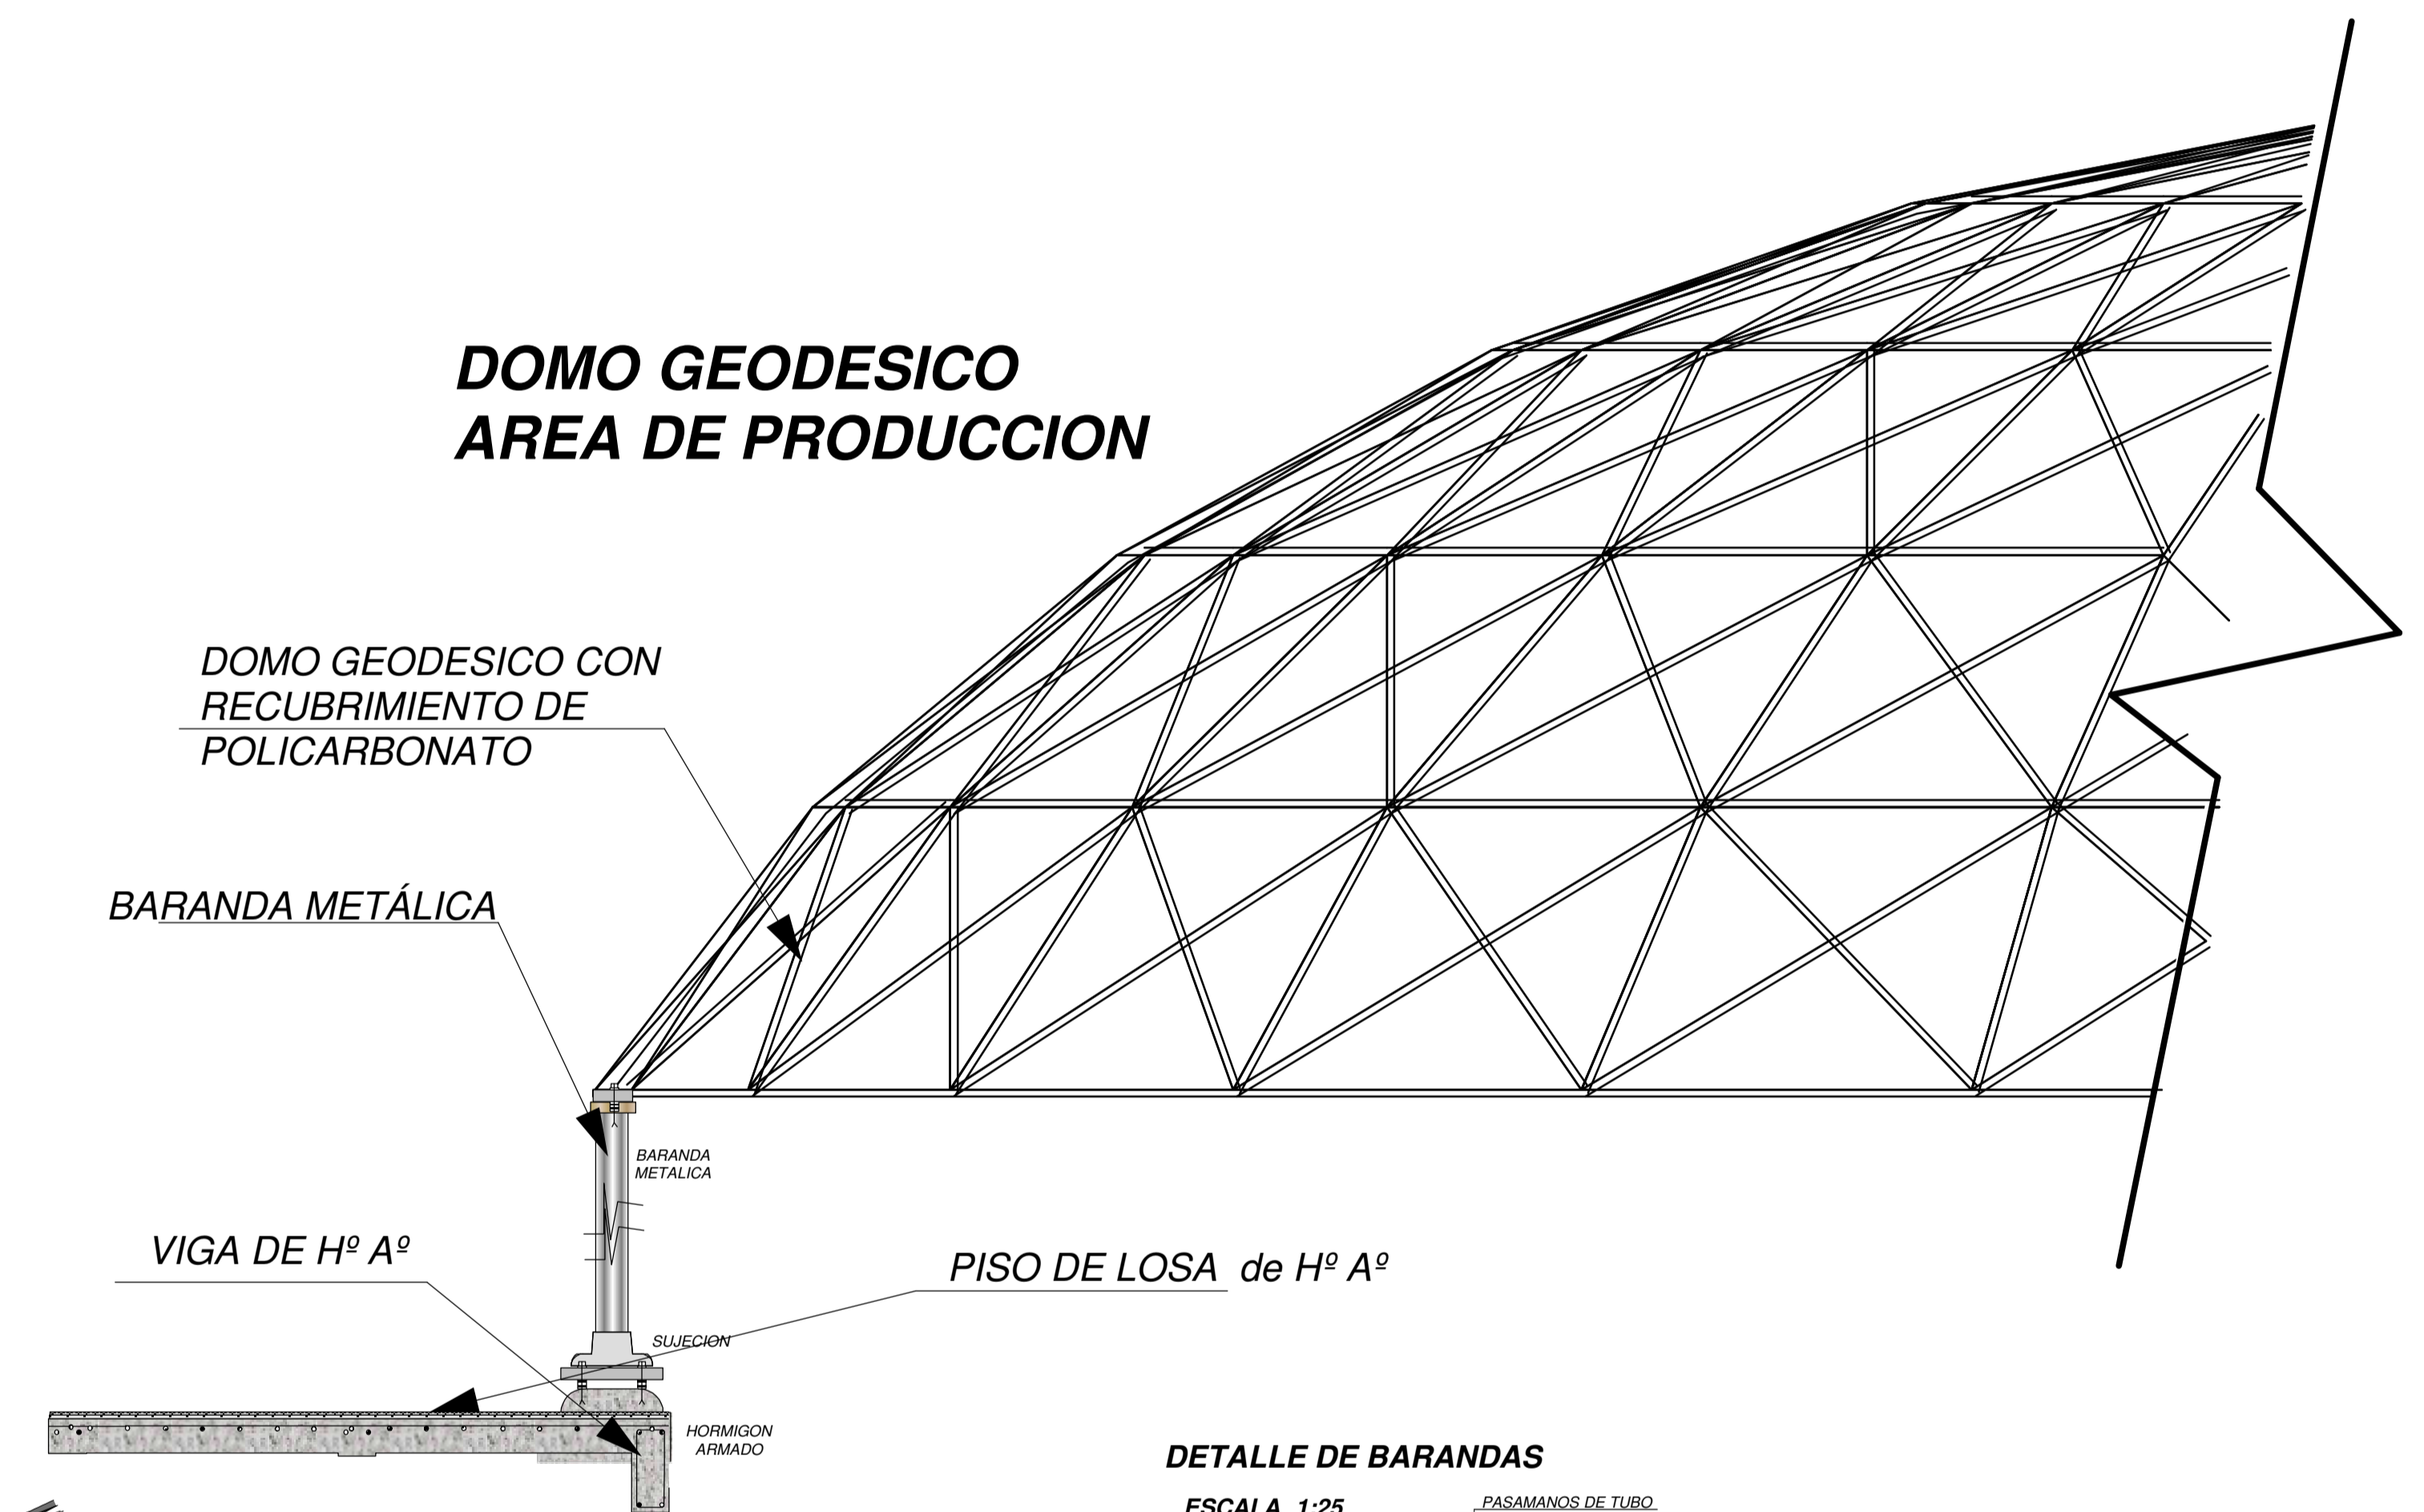 DOMO GEODESICO
AREA DE PRODUCCION
DOMO GEODESICO CON
RECUBRIMIENTO DE
POLICARBONATO
BARANDA METÁLICA
BARANDA
METALICA
VIGA DE Hº Aº
PISO DE LOSA de Hº Aº
SUJECION
HORMIGON
ARMADO
DETALLE DE BARANDAS
ESCALA 1:25
PASAMANOS DE TUBO